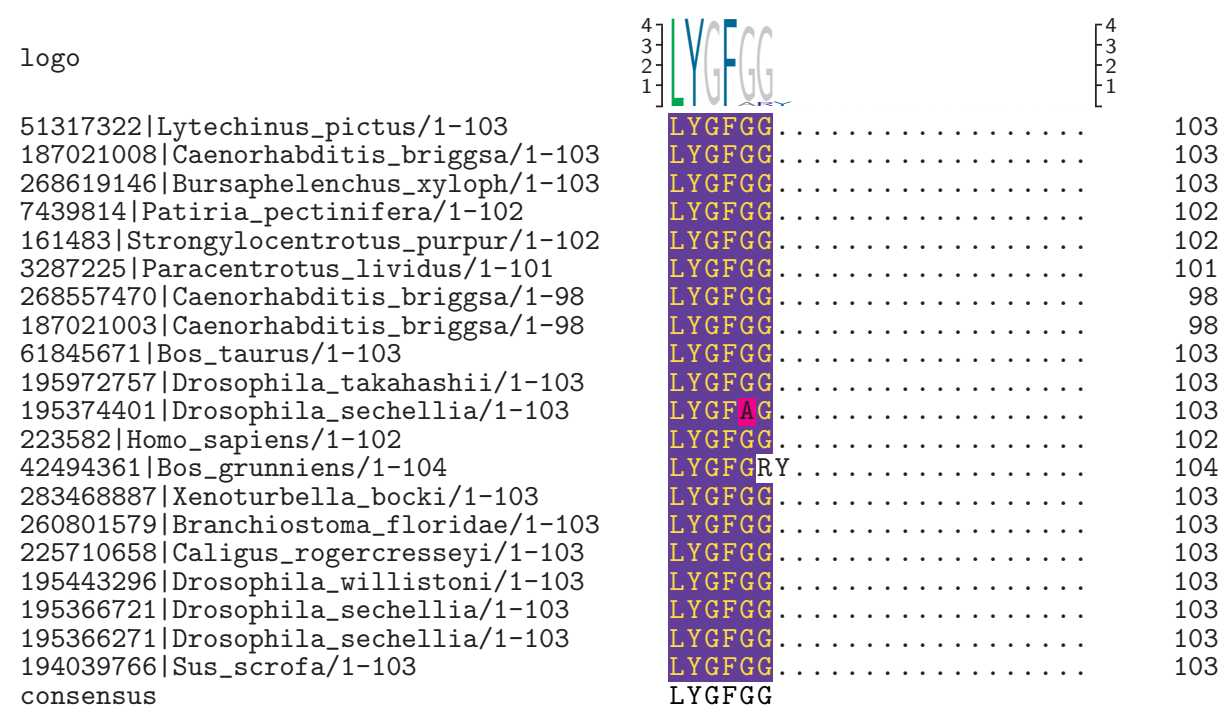 4 4
3 3
logo LYGFGG 2 2
1 ARY 1
51317322|Lytechinus_pictus/1-103 LYGFGG.................. 103
187021008|Caenorhabditis_briggsa/1-103 LYGFGG.................. 103
268619146|Bursaphelenchus_xyloph/1-103 LYGFGG.................. 103
7439814|Patiria_pectinifera/1-102 LYGFGG.................. 102
161483|Strongylocentrotus_purpur/1-102 LYGFGG.................. 102
3287225|Paracentrotus_lividus/1-101 LYGFGG.................. 101
268557470|Caenorhabditis_briggsa/1-98 LYGFGG.................. 98
187021003|Caenorhabditis_briggsa/1-98 LYGFGG.................. 98
61845671|Bos_taurus/1-103 LYGFGG.................. 103
195972757|Drosophila_takahashii/1-103 LYGFGG.................. 103
195374401|Drosophila_sechellia/1-103 LYGFAG.................. 103
223582|Homo_sapiens/1-102 LYGFGG.................. 102
42494361|Bos_grunniens/1-104 LYGFGRY................. 104
283468887|Xenoturbella_bocki/1-103 LYGFGG.................. 103
260801579|Branchiostoma_floridae/1-103 LYGFGG.................. 103
225710658|Caligus_rogercresseyi/1-103 LYGFGG.................. 103
195443296|Drosophila_willistoni/1-103 LYGFGG.................. 103
195366721|Drosophila_sechellia/1-103 LYGFGG.................. 103
195366271|Drosophila_sechellia/1-103 LYGFGG.................. 103
194039766|Sus_scrofa/1-103 LYGFGG.................. 103
consensus LYGFGG